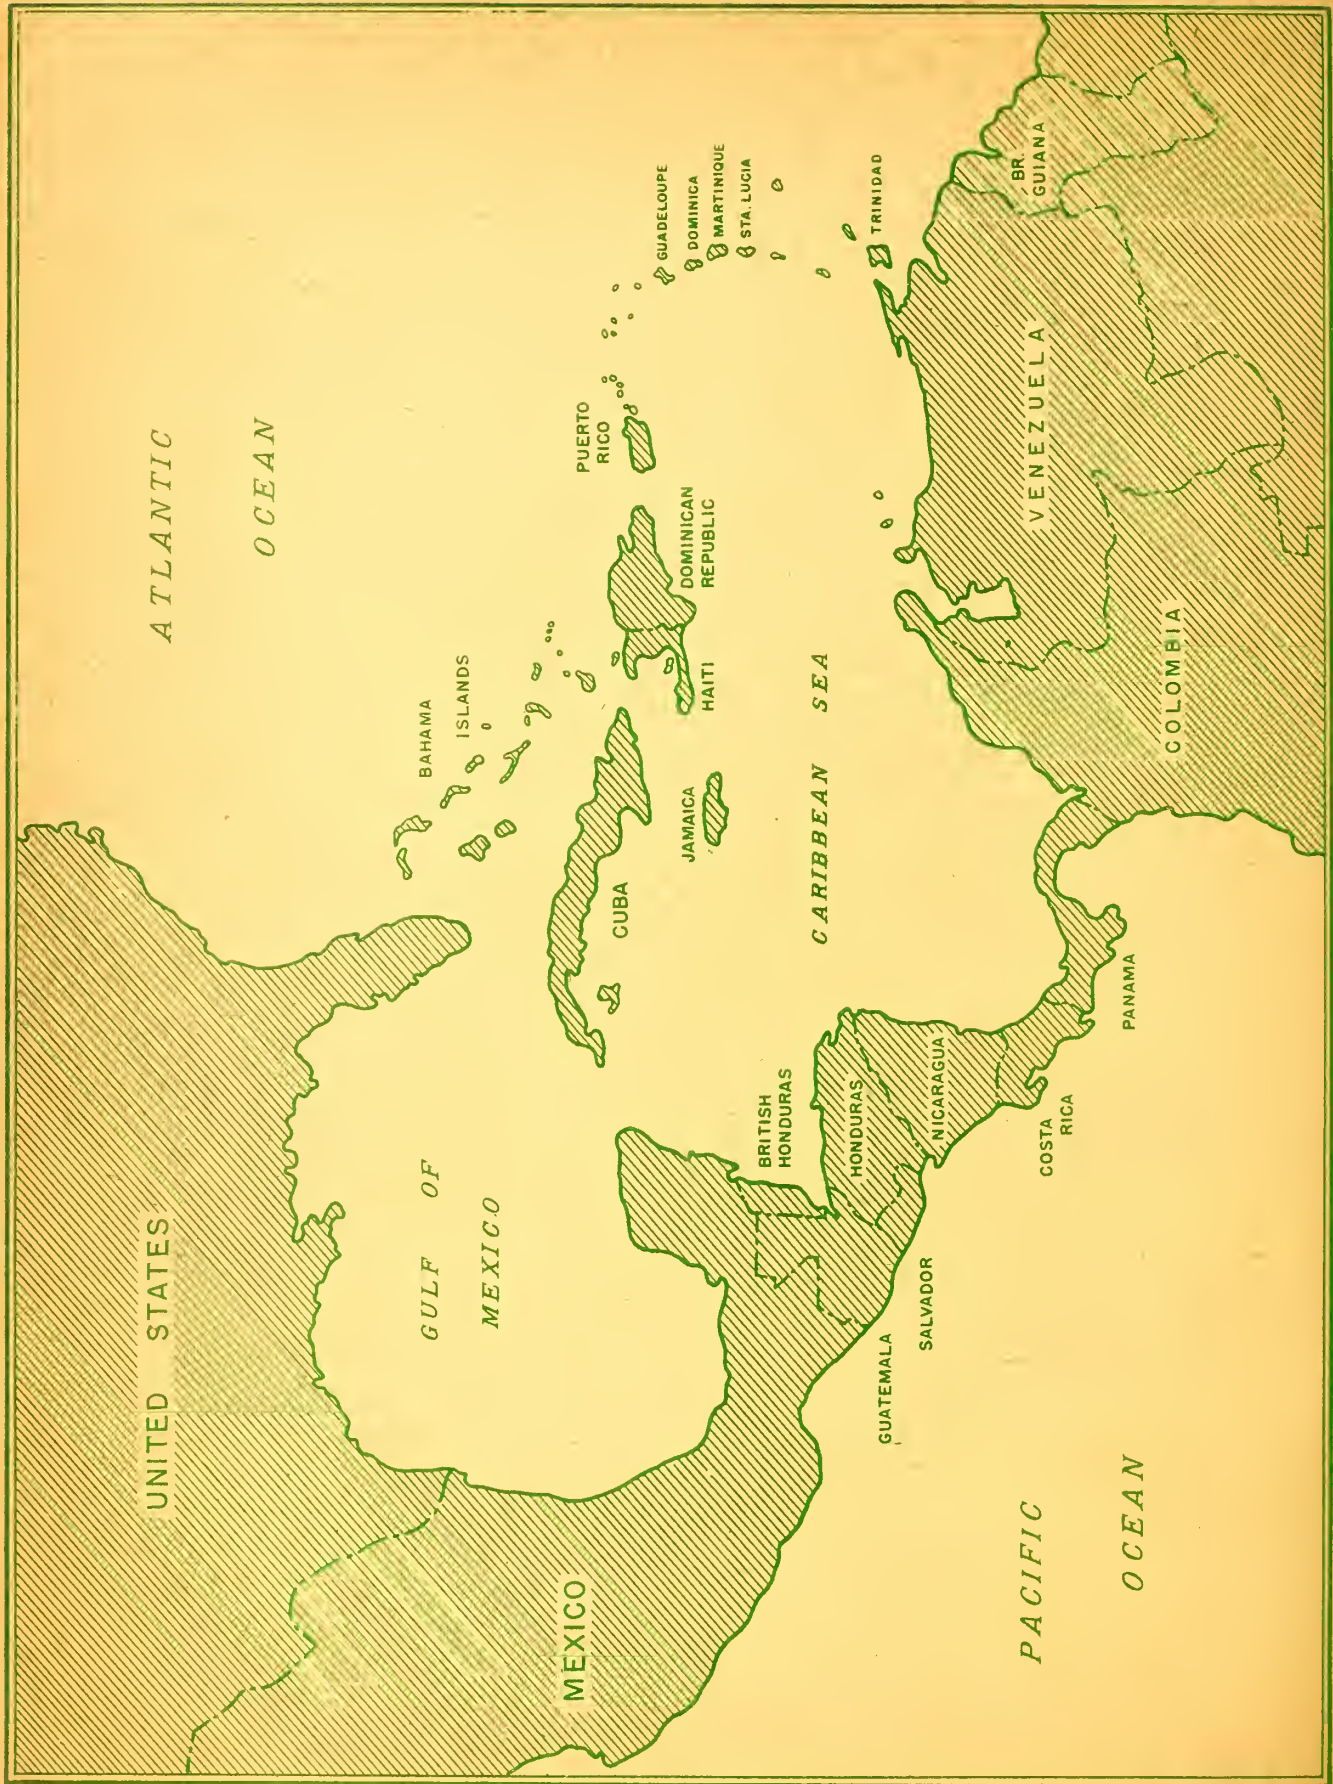 UNITED STATES
ATLANTIC
OCEAN
BAHAMA
ISLANDS
GULF OF
MEXICO
MEXICO
CUBA
PUERTO
RICO
DOMINICAN
REPUBLIC
HAITI
JAMAICA
GUADELOUPE
DOMINICA
MARTINIQUE
STA. LUCIA
CARIBBEAN SEA
BRITISH
HONDURAS
HONDURAS
NICARAGUA
GUATEMALA
SALVADOR
COSTA
RICA
PANAMA
TRINIDAD
BR.
GUIANA
VENEZUELA
COLOMBIA
PACIFIC
OCEAN